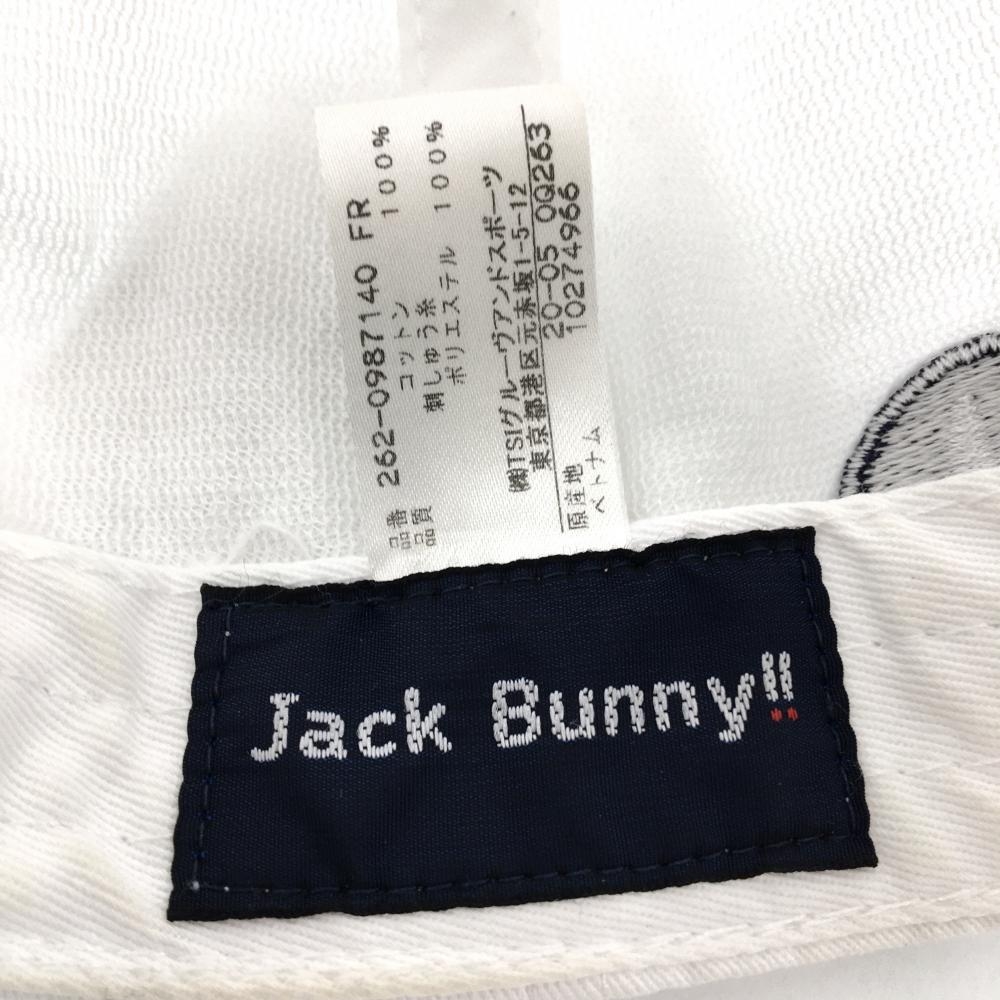 品番 262-0987140 FR
品質 コットン 100%
刺しゅう糸
ポリエステル 100%
㈱TSIグルーヴアンドスポーツ
東京都港区元赤坂1-5-12
20-05 0Q263
原産地 10274966
ベトナム
Jack Bunny!!